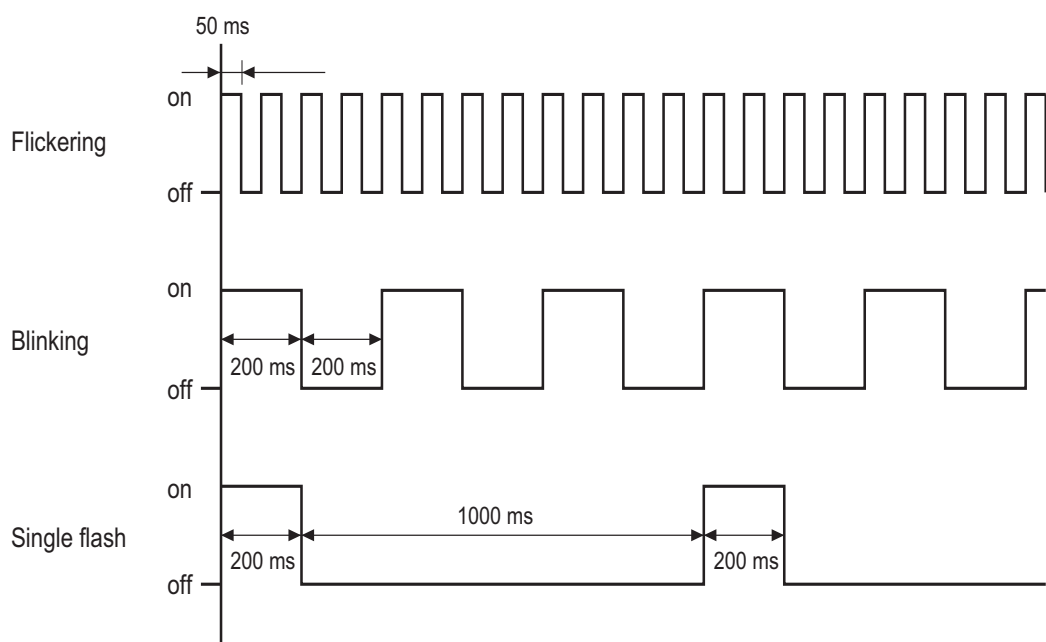 50 ms
on
Flickering
off
on
Blinking
200 ms 200 ms
off
on
1000 ms
Single flash
200 ms 200 ms
off